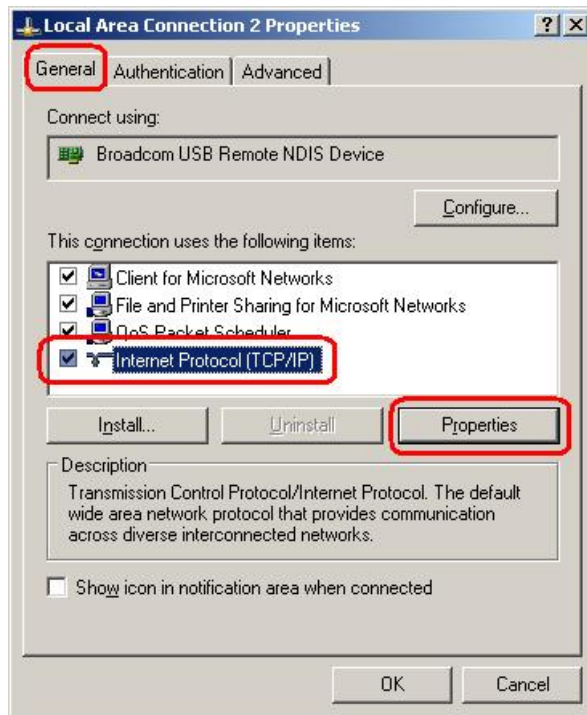 Local Area Connection 2 Properties
General Authentication Advanced
Connect using:
Broadcom USB Remote NDIS Device
Configure...
This connection uses the following items:
Client for Microsoft Networks
File and Printer Sharing for Microsoft Networks
QoS Packet Scheduler
Internet Protocol (TCP/IP)
Install... Uninstall Properties
Description
Transmission Control Protocol/Internet Protocol. The default
wide area network protocol that provides communication
across diverse interconnected networks.
Show icon in notification area when connected
OK Cancel